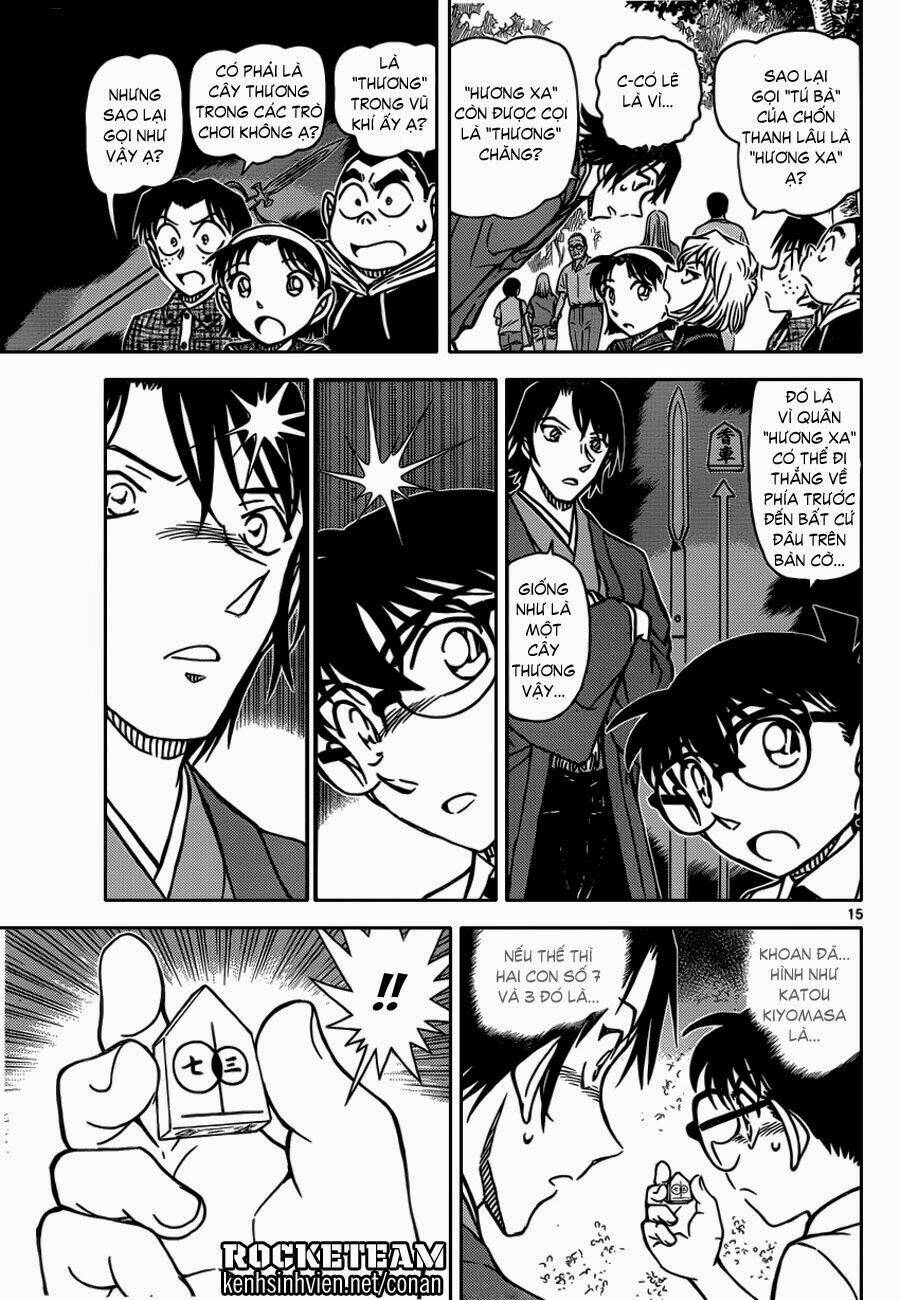 SAO LẠI
GỌI "TÚ BÀ"
CỦA CHỐN
THANH LÂU LÀ
"HƯƠNG XA"
Ạ?
C-CÓ LẼ
LÀ VÌ...
"HƯƠNG XA"
CÒN ĐƯỢC CỌI
LÀ "THƯƠNG"
CHĂNG?
LÀ
"THƯƠNG"
TRONG VŨ
KHÍ ẤY Ạ?
CÓ PHẢI LÀ
CÂY THƯƠNG
TRONG CÁC TRÒ
CHƠI KHÔNG Ạ?
NHƯNG
SAO LẠI
GỌI NHƯ
VẬY Ạ?
ĐÓ LÀ
VÌ QUÂN
"HƯƠNG XA"
CÓ THỂ ĐI
THẲNG VỀ
PHÍA TRƯỚC
ĐẾN BẤT CỨ
ĐÂU TRÊN
BÀN CỜ...
香
車
GIỐNG
NHƯ LÀ
MỘT
CÂY
THƯƠNG
VẬY...
15
KHOAN ĐÃ...
HÌNH NHƯ
KATOU
KIYOMASA
LÀ...
NẾU THẾ THÌ
HAI CON SỐ 7
VÀ 3 ĐÓ LÀ...
!!
七 三
ROCKETEAM
kenhsinhvien.net/conan